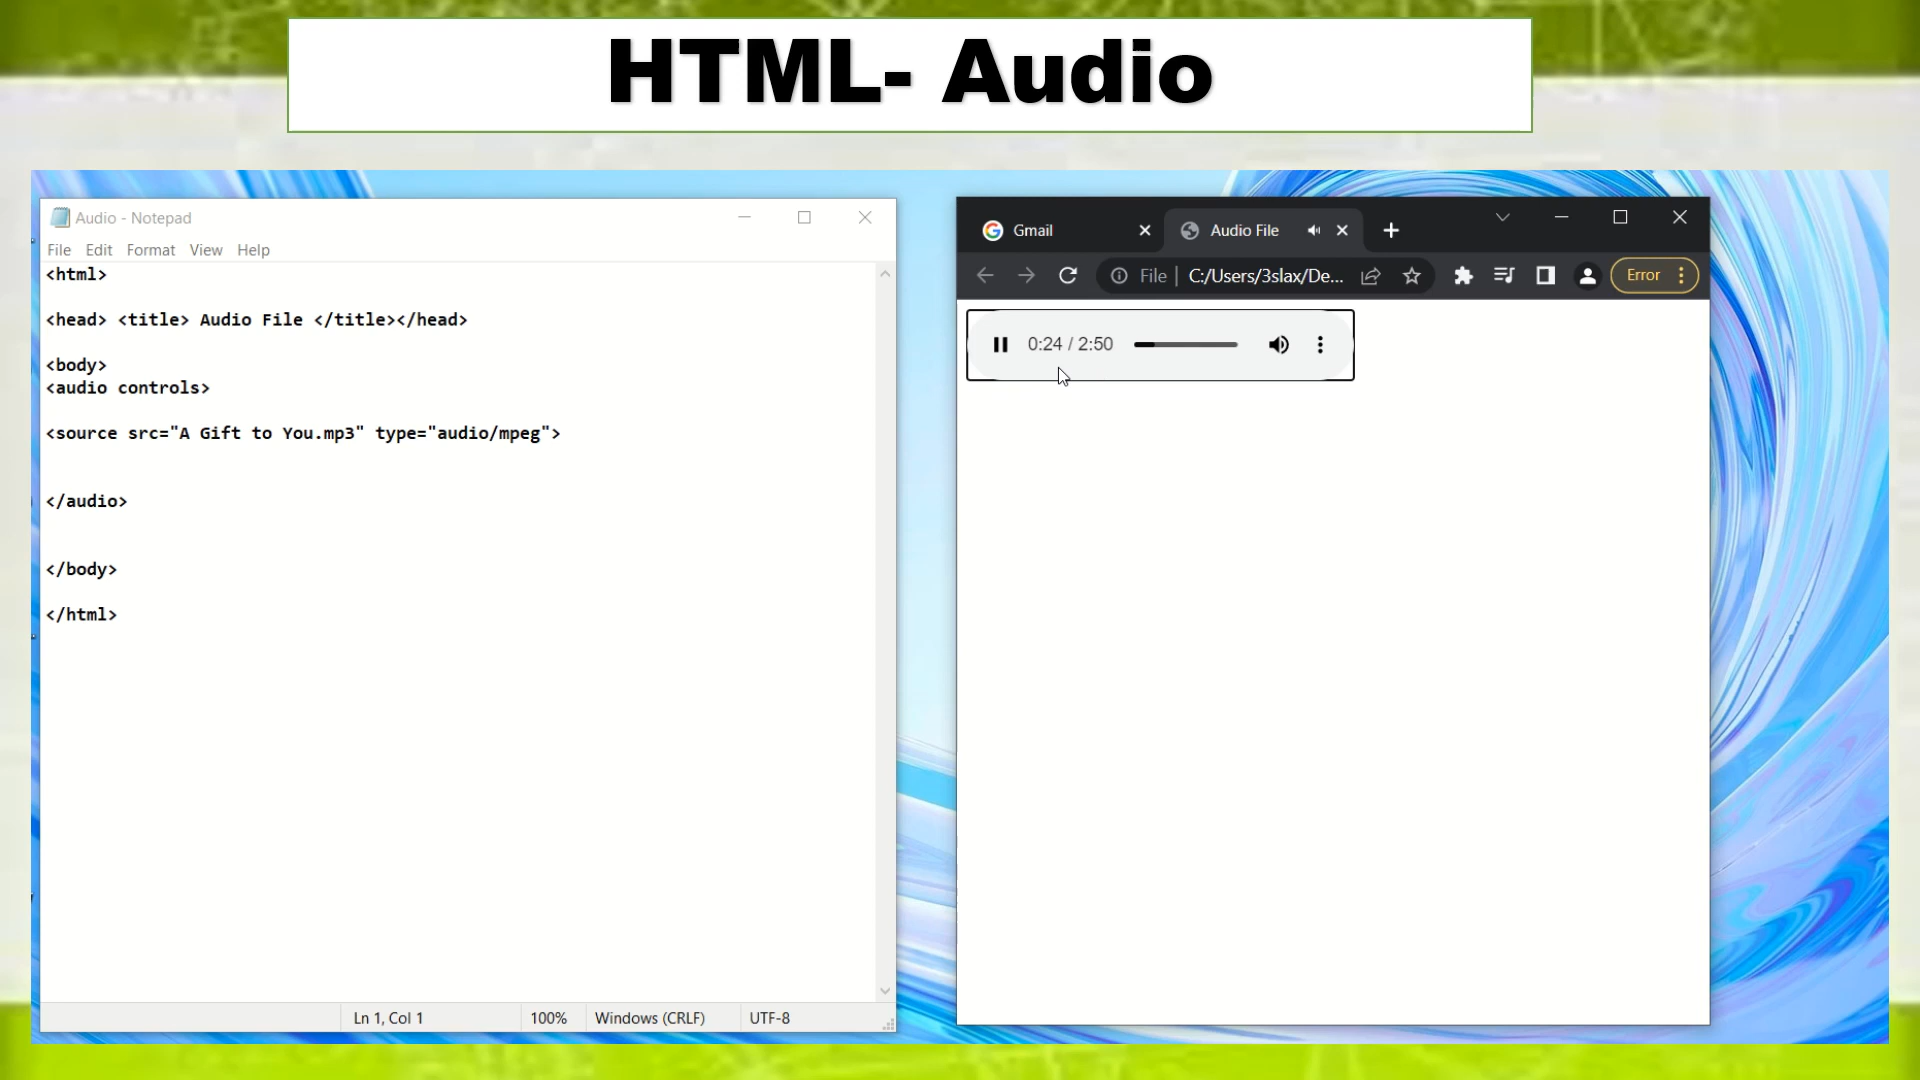 HTML- Audio
Audio - Notepad
File Edit Format View Help
<html>
<head> <title> Audio File </title></head>
<body>
<audio controls>
<source src="A Gift to You.mp3" type="audio/mpeg">
</audio>
</body>
</html>
Ln 1, Col 1 100% Windows (CRLF) UTF-8
Gmail Audio File
File C:/Users/3slax/De... Error
0:24 / 2:50